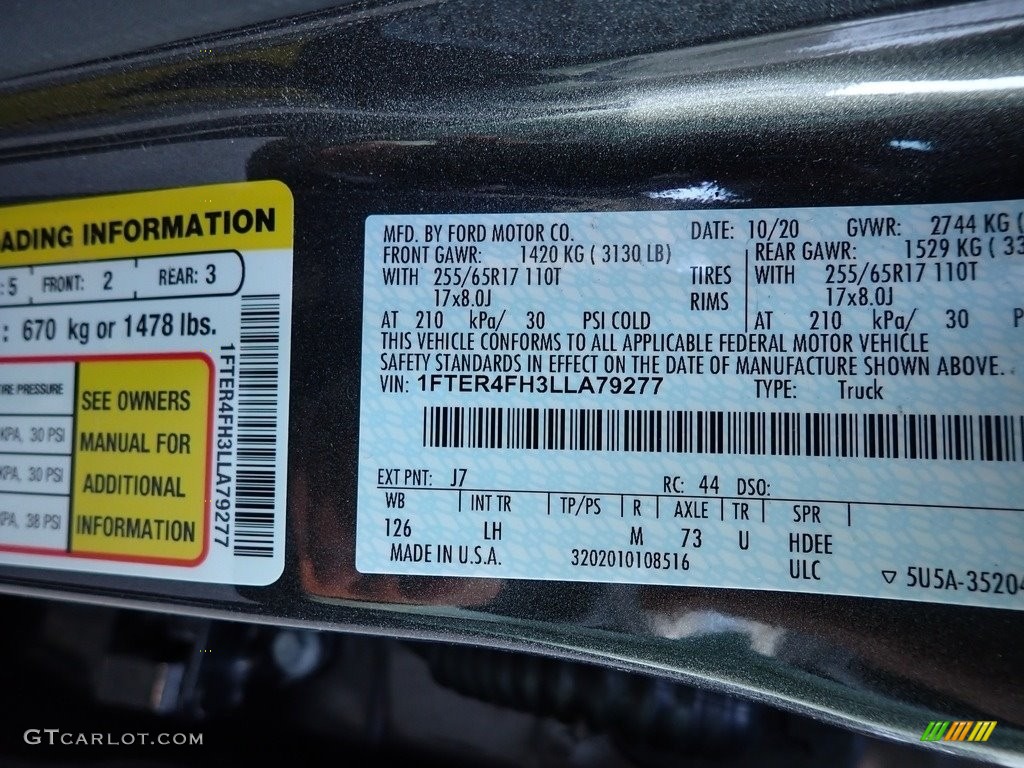 ADING INFORMATION
: 5 FRONT: 2 REAR: 3
: 670 kg or 1478 lbs.
TIRE PRESSURE
KPA, 30 PSI
KPA, 30 PSI
KPA, 38 PSI
SEE OWNERS
MANUAL FOR
ADDITIONAL
INFORMATION
1FTER4FH3LLA79277
MFD. BY FORD MOTOR CO. DATE: 10/20 GVWR: 2744 KG (
FRONT GAWR: 1420 KG ( 3130 LB) REAR GAWR: 1529 KG ( 33
WITH 255/65R17 110T TIRES WITH 255/65R17 110T
17x8.0J RIMS 17x8.0J
AT 210 kPa/ 30 PSI COLD AT 210 kPa/ 30 P
THIS VEHICLE CONFORMS TO ALL APPLICABLE FEDERAL MOTOR VEHICLE
SAFETY STANDARDS IN EFFECT ON THE DATE OF MANUFACTURE SHOWN ABOVE.
VIN: 1FTER4FH3LLA79277 TYPE: Truck
EXT PNT: J7 RC: 44 DSO:
WB INT TR TP/PS R AXLE TR SPR
126 LH M 73 U HDEE
MADE IN U.S.A. 3202010108516 ULC ▽ 5U5A-35204
GTCARLOT.COM